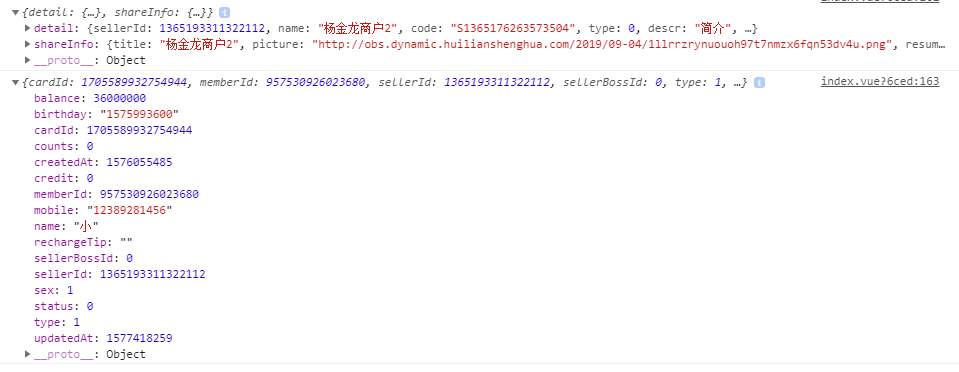 {detail: {…}, shareInfo: {…}}
detail: {sellerId: 1365193311322112, name: "杨金龙商户2", code: "S1365176263573504", type: 0, descr: "简介", …}
shareInfo: {title: "杨金龙商户2", picture: "http://obs.dynamic.huilianshenghua.com/2019/09-04/1llrrzrynuouoh97t7nmzx6fqn53dv4u.png", resum…
__proto__: Object
{cardId: 1705589932754944, memberId: 957530926023680, sellerId: 1365193311322112, sellerBossId: 0, type: 1, …} index.vue?6ced:163
balance: 36000000
birthday: "1575993600"
cardId: 1705589932754944
counts: 0
createdAt: 1576055485
credit: 0
memberId: 957530926023680
mobile: "12389281456"
name: "小"
rechargeTip: ""
sellerBossId: 0
sellerId: 1365193311322112
sex: 1
status: 0
type: 1
updatedAt: 1577418259
__proto__: Object